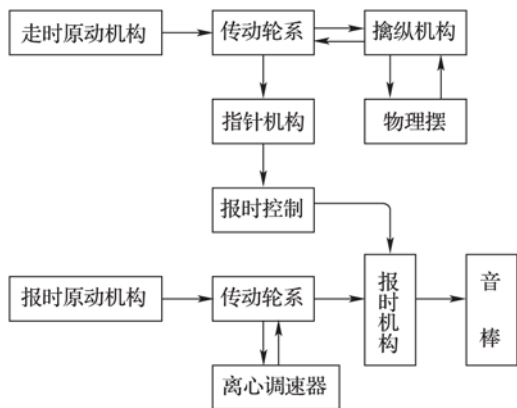 走时原动机构
传动轮系
擒纵机构
指针机构
物理摆
报时控制
报时原动机构
传动轮系
报时机构
音棒
离心调速器